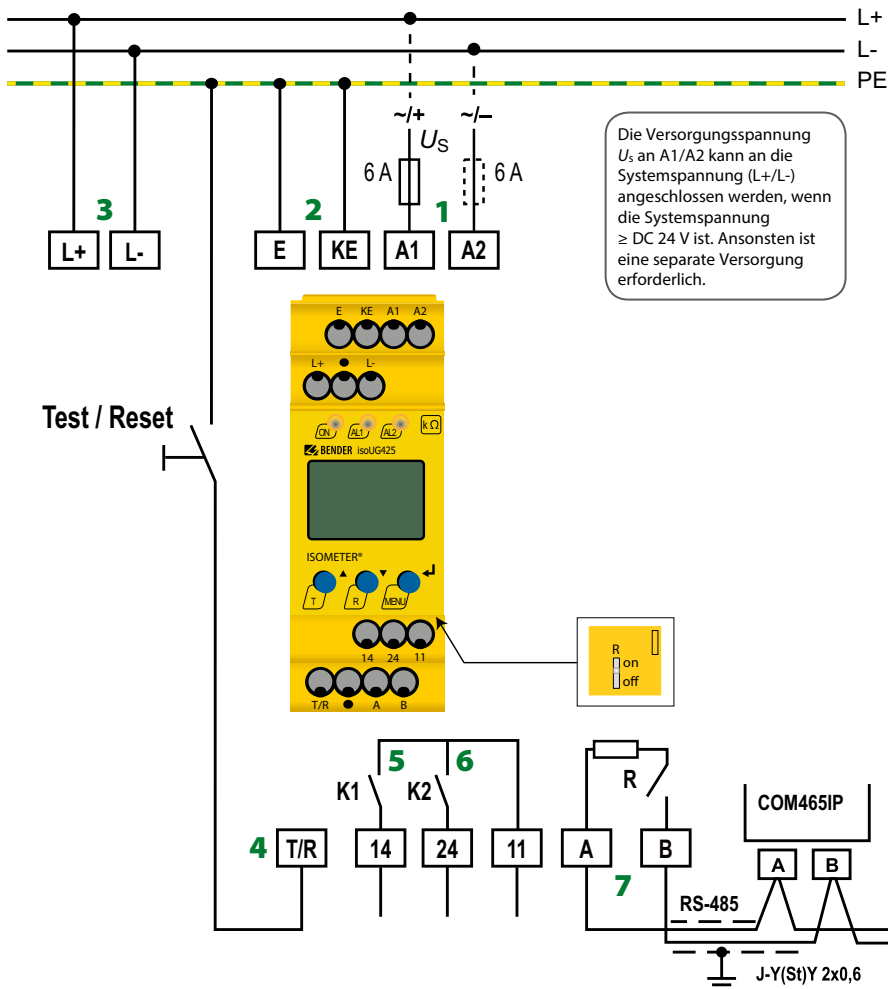 L+
L-
PE
~/+
~/–
US
6 A
6 A
Die Versorgungsspannung
Us an A1/A2 kann an die
Systemspannung (L+/L-)
angeschlossen werden, wenn
die Systemspannung
≥ DC 24 V ist. Ansonsten ist
eine separate Versorgung
erforderlich.
3
2
1
L+
L-
E
KE
A1
A2
E KE A1 A2
L+ L-
Test / Reset
ON AL1 AL2 kΩ
BENDER isoUG425
ISOMETER®
T R MENU
14 24 11
T/R A B
R
on
off
5
6
K1
K2
R
COM465IP
4
T/R
14
24
11
A
B
A
B
7
RS-485
J-Y(St)Y 2x0,6